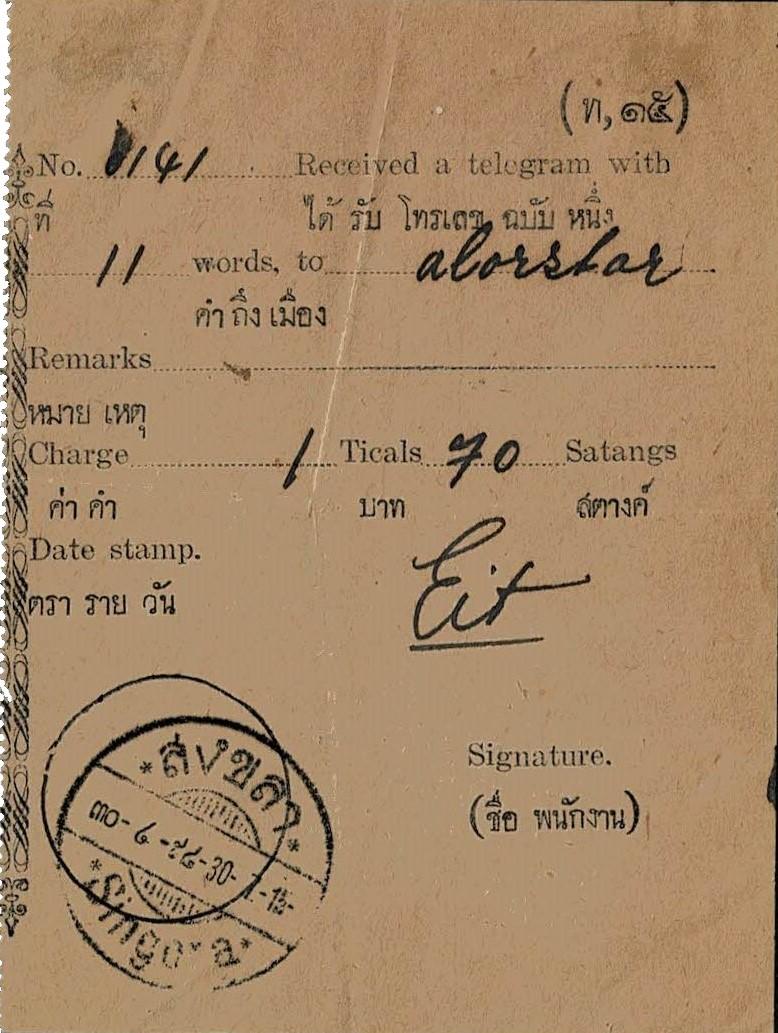 (ท,๑๕)
No. 6141 Received a telegram with
ที่ ได้ รับ โทรเลข ฉบับ หนึ่ง
11 words, to alorstar
คำ ถึง เมือง
Remarks
หมาย เหตุ
Charge 1 Ticals 70 Satangs
ค่า คำ บาท สตางค์
Date stamp.
ตรา ราย วัน
Eit
สงขลา
Singora
Signature.
(ชื่อ พนักงาน)